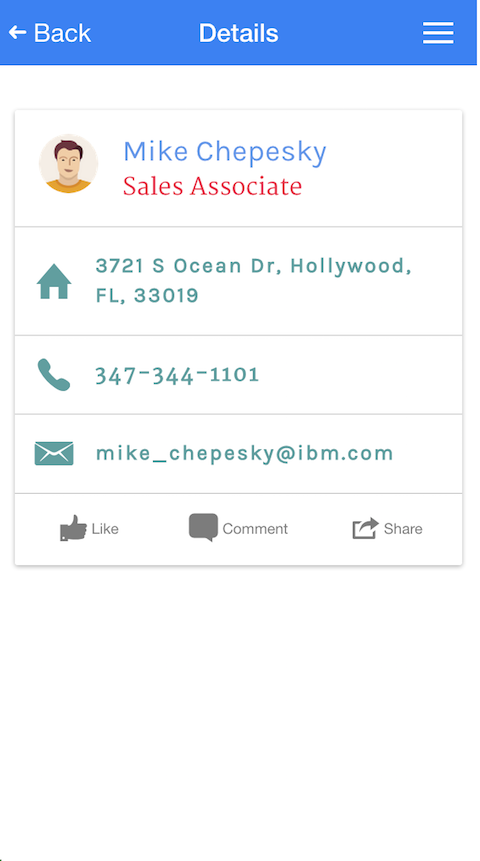 Back
Details
Mike Chepesky
Sales Associate
3721 S Ocean Dr, Hollywood,
FL, 33019
347-344-1101
mike_chepesky@ibm.com
Like
Comment
Share